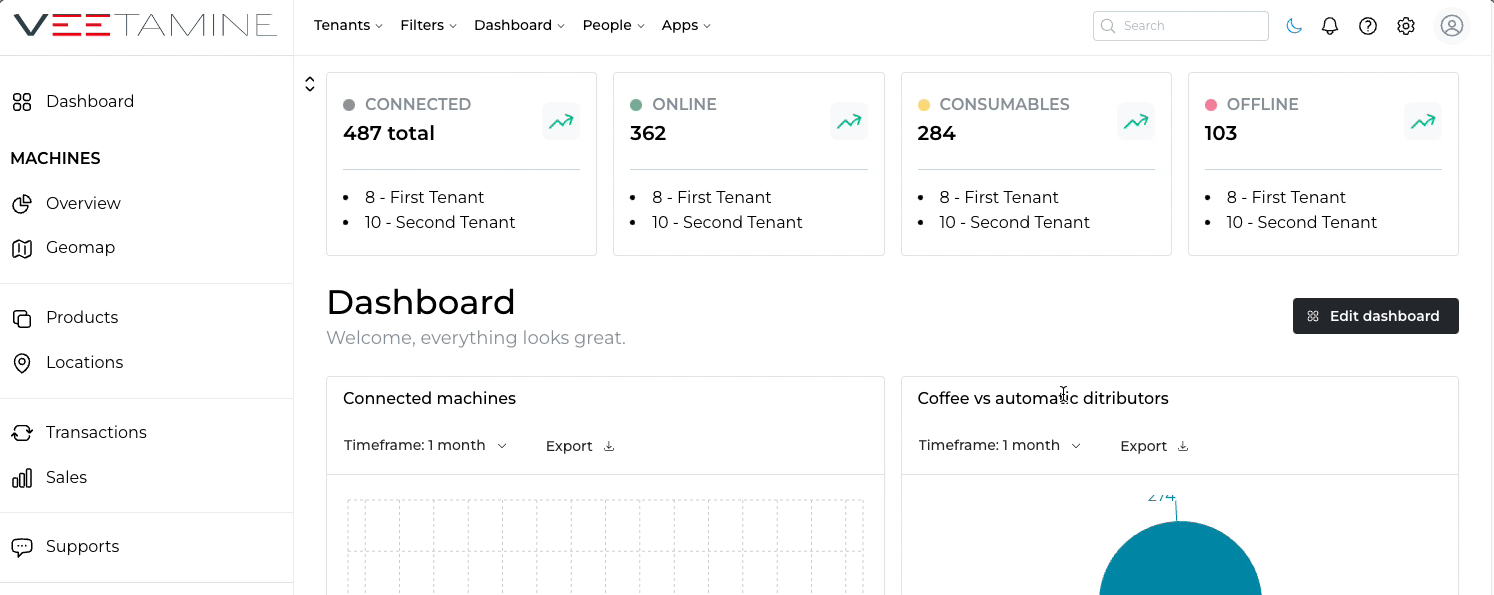 VEETAMINE
Tenants Filters Dashboard People Apps Search
Dashboard
MACHINES
Overview
Geomap
Products
Locations
Transactions
Sales
Supports
CONNECTED
487 total
8 - First Tenant
10 - Second Tenant
ONLINE
362
8 - First Tenant
10 - Second Tenant
CONSUMABLES
284
8 - First Tenant
10 - Second Tenant
OFFLINE
103
8 - First Tenant
10 - Second Tenant
Dashboard
Welcome, everything looks great.
Edit dashboard
Connected machines
Timeframe: 1 month Export
Coffee vs automatic ditributors
Timeframe: 1 month Export
274